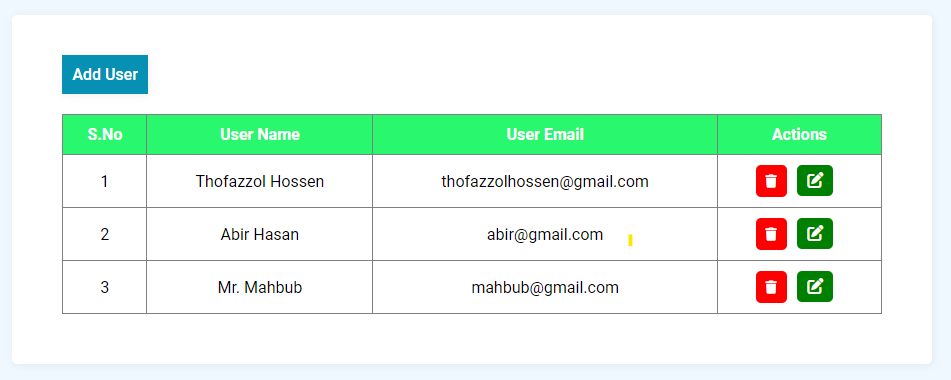 Add User
S.No User Name User Email Actions
1 Thofazzol Hossen thofazzolhossen@gmail.com
2 Abir Hasan abir@gmail.com
3 Mr. Mahbub mahbub@gmail.com